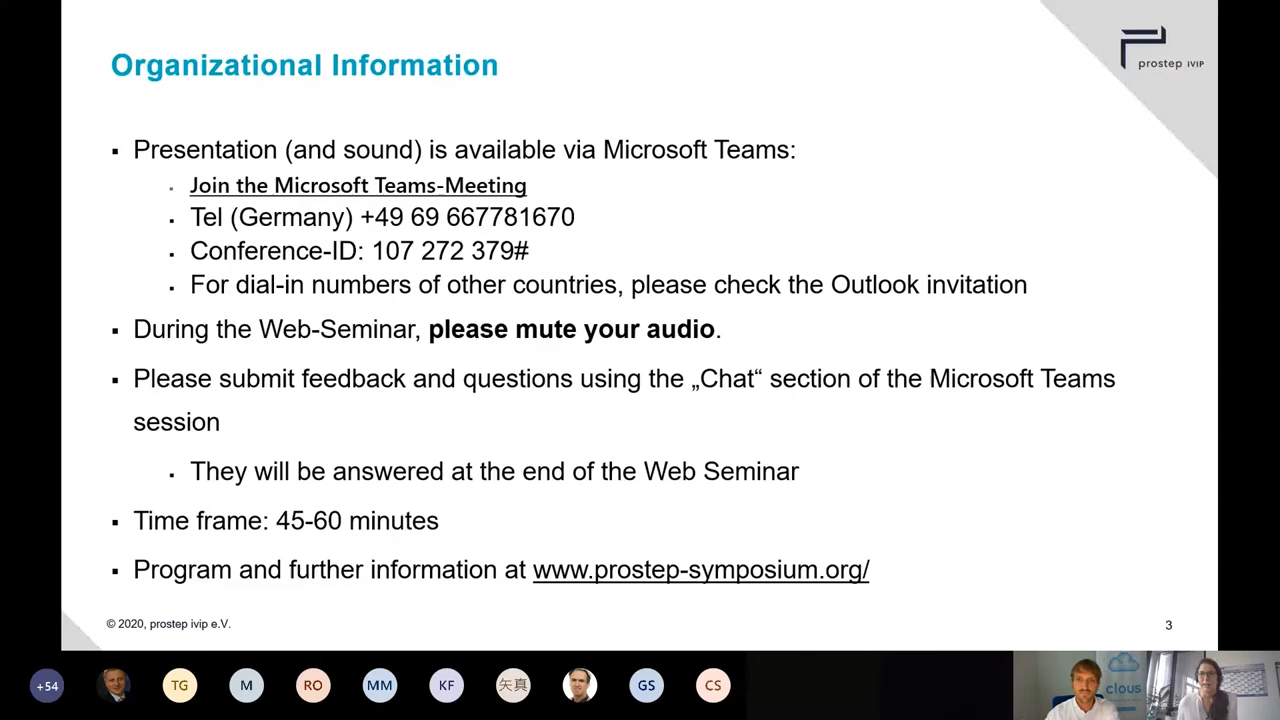 Organizational Information
prostep IVIP
▪ Presentation (and sound) is available via Microsoft Teams:
▪ Join the Microsoft Teams-Meeting
▪ Tel (Germany) +49 69 667781670
▪ Conference-ID: 107 272 379#
▪ For dial-in numbers of other countries, please check the Outlook invitation
▪ During the Web-Seminar, please mute your audio.
▪ Please submit feedback and questions using the „Chat“ section of the Microsoft Teams
session
▪ They will be answered at the end of the Web Seminar
▪ Time frame: 45-60 minutes
▪ Program and further information at www.prostep-symposium.org/
© 2020, prostep ivip e.V.
3
+54 TG M RO MM KF 矢真 GS CS
clous